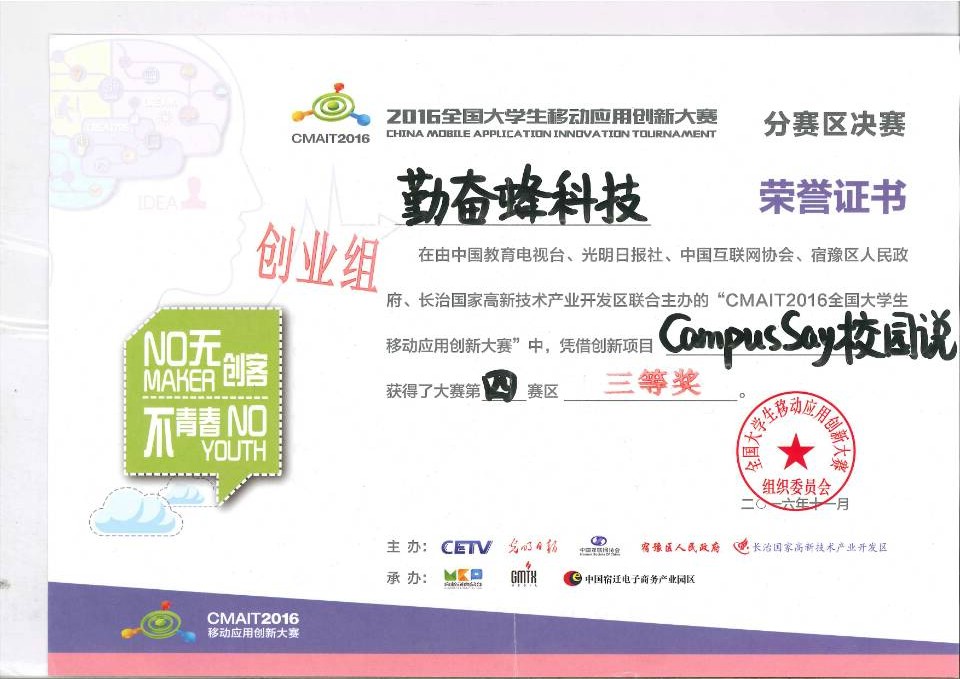 IDEA
CMAIT2016
2016全国大学生移动应用创新大赛
CHINA MOBILE APPLICATION INNOVATION TOURNAMENT
分赛区决赛
勤奋蜂科技
荣誉证书
创业组
在由中国教育电视台、光明日报社、中国互联网协会、宿豫区人民政
府、长治国家高新技术产业开发区联合主办的“CMAIT2016全国大学生
移动应用创新大赛”中，凭借创新项目 CampusSay校园说
获得了大赛第 四 赛区 三等奖 。
NO无
MAKER 创客
不青春 NO
YOUTH
全国大学生移动应用创新大赛
组织委员会
二〇一六年十一月
主办： CETV 光明日报 中国互联网协会 宿豫区人民政府 长治国家高新技术产业开发区
承办： GMTX 中国宿迁电子商务产业园区
CMAIT2016
移动应用创新大赛